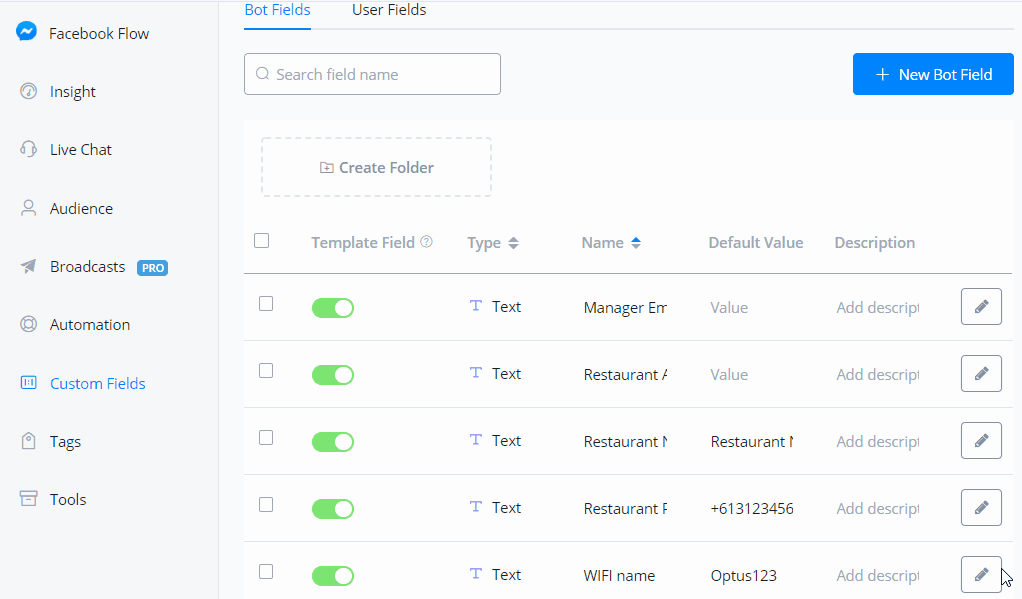 Bot Fields User Fields
Facebook Flow
Search field name
+ New Bot Field
Insight
Live Chat
Create Folder
Audience
Template Field ? Type Name Default Value Description
Broadcasts PRO
Text Manager Em Value Add descript
Automation
Text Restaurant A Value Add descript
Custom Fields
Tags
Text Restaurant N Restaurant N Add descript
Tools
Text Restaurant P +613123456 Add descript
Text WIFI name Optus123 Add descript